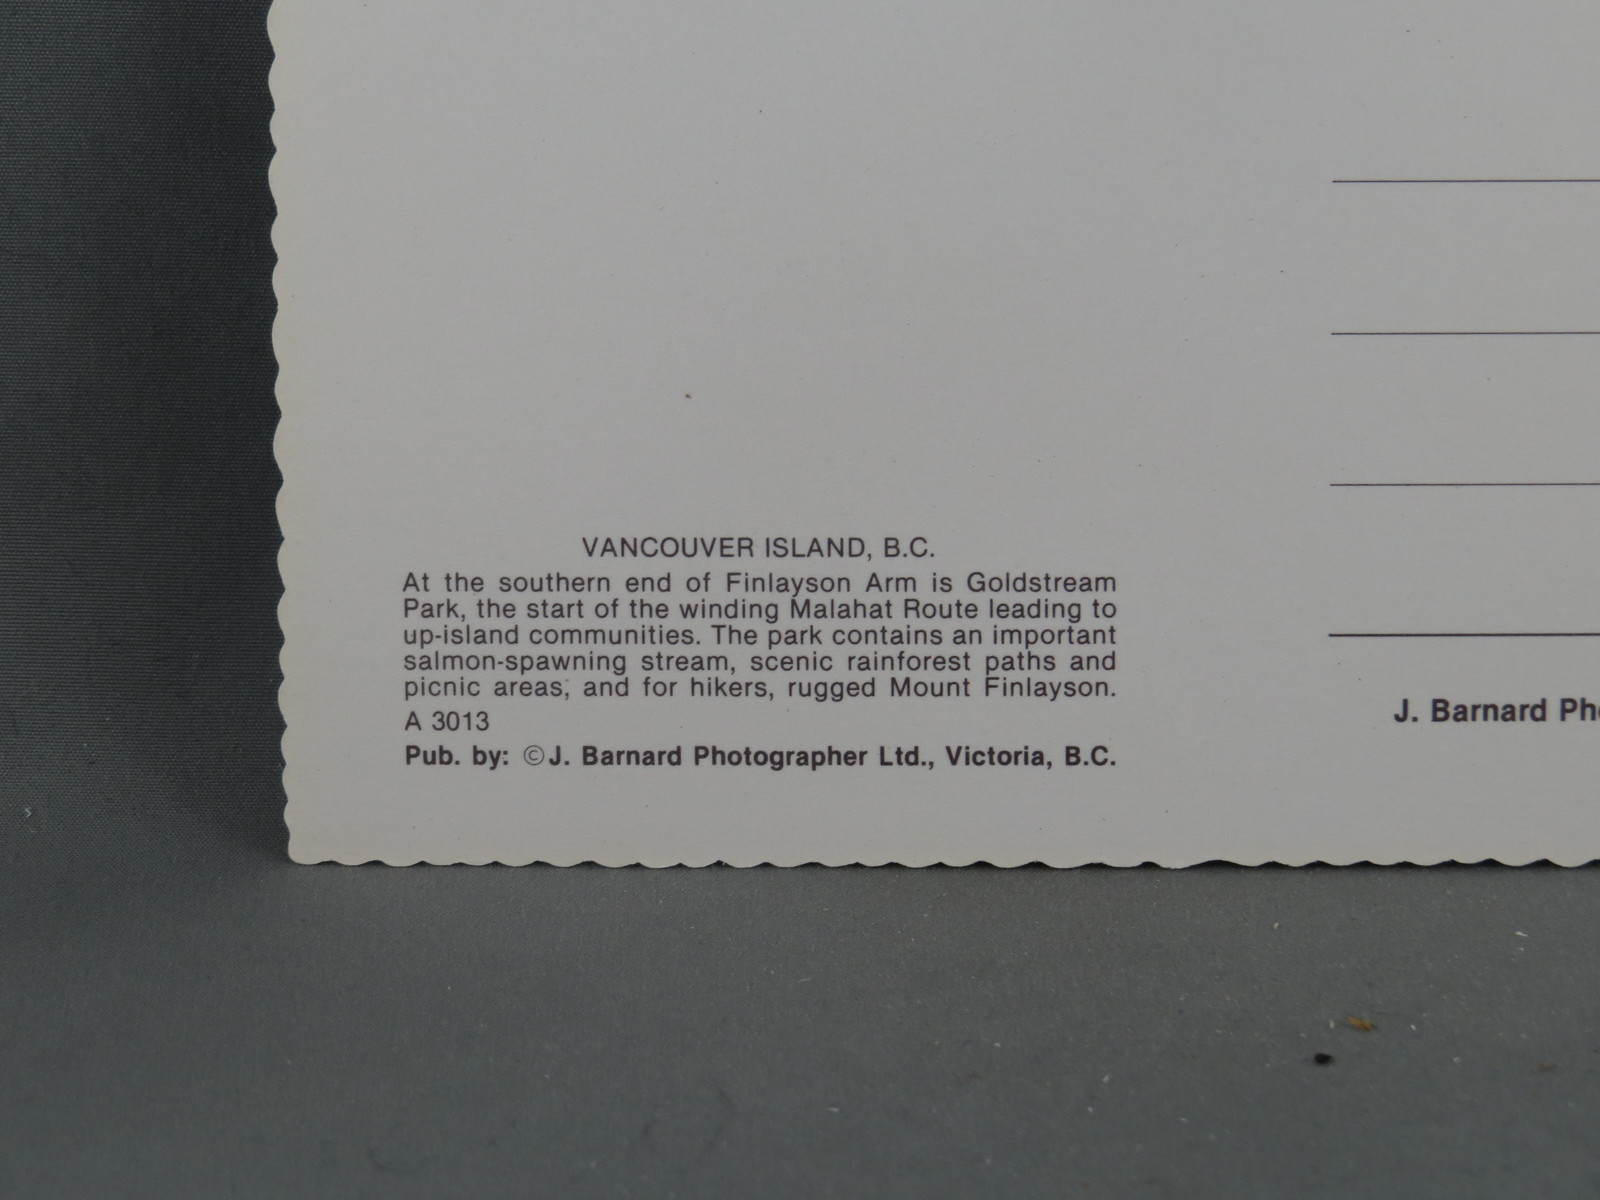 VANCOUVER ISLAND, B.C.
At the southern end of Finlayson Arm is Goldstream
Park, the start of the winding Malahat Route leading to
up-island communities. The park contains an important
salmon-spawning stream, scenic rainforest paths and
picnic areas; and for hikers, rugged Mount Finlayson.
A 3013
Pub. by: ©J. Barnard Photographer Ltd., Victoria, B.C.
J. Barnard